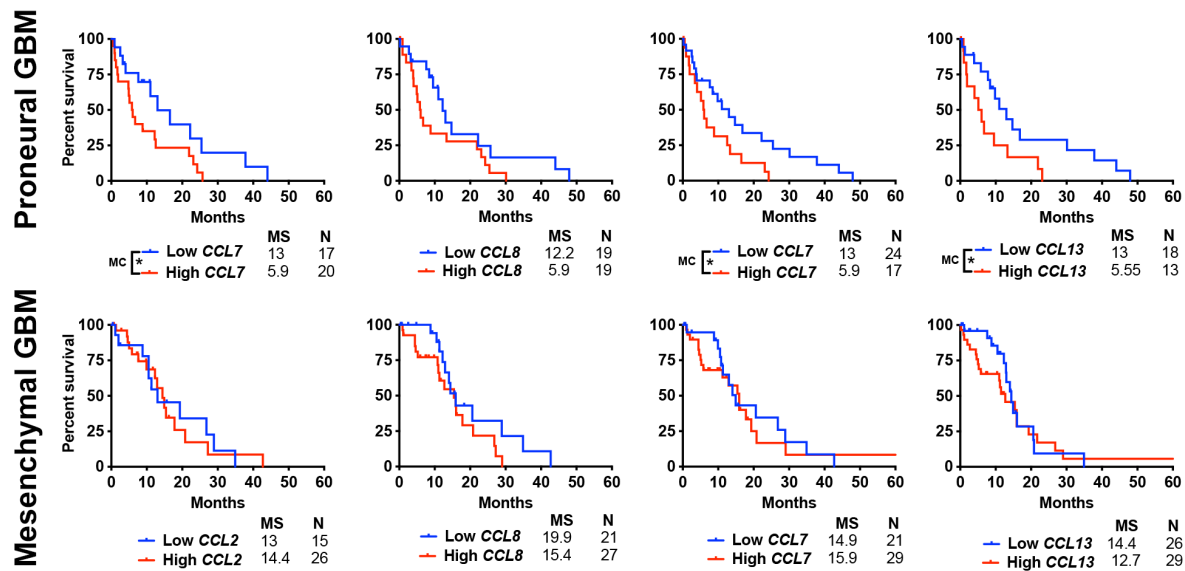 Proneural GBM
Percent survival
100
75
50
25
0
0 10 20 30 40 50 60
Months
MS N
MC * Low CCL7 13 17
High CCL7 5.9 20
100
75
50
25
0
0 10 20 30 40 50 60
Months
MS N
Low CCL8 12.2 19
High CCL8 5.9 19
100
75
50
25
0
0 10 20 30 40 50 60
Months
MS N
MC * Low CCL7 13 24
High CCL7 5.9 17
100
75
50
25
0
0 10 20 30 40 50 60
Months
MS N
MC * Low CCL13 13 18
High CCL13 5.55 13
Mesenchymal GBM
Percent survival
100
75
50
25
0
0 10 20 30 40 50 60
Months
MS N
Low CCL2 13 15
High CCL2 14.4 26
100
75
50
25
0
0 10 20 30 40 50 60
Months
MS N
Low CCL8 19.9 21
High CCL8 15.4 27
100
75
50
25
0
0 10 20 30 40 50 60
Months
MS N
Low CCL7 14.9 21
High CCL7 15.9 29
100
75
50
25
0
0 10 20 30 40 50 60
Months
MS N
Low CCL13 14.4 26
High CCL13 12.7 29